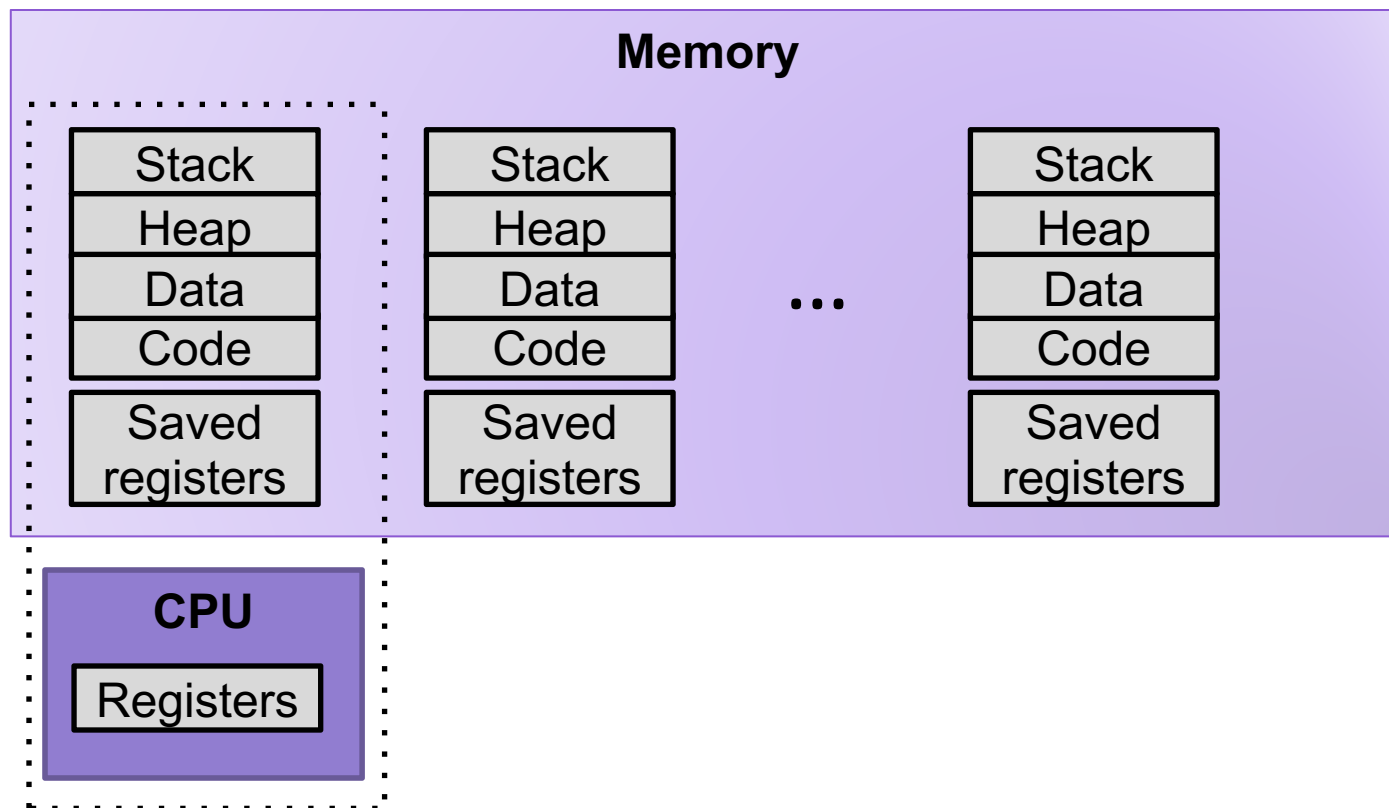 Memory
Stack
Heap
Data
Code
Saved
registers
Stack
Heap
Data
Code
Saved
registers
...
Stack
Heap
Data
Code
Saved
registers
CPU
Registers